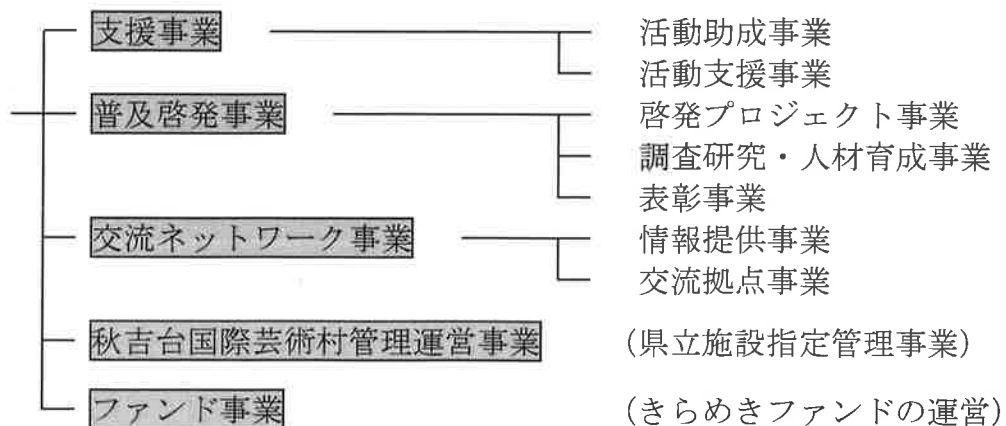 支援事業 活動助成事業
活動支援事業
普及啓発事業 啓発プロジェクト事業
調査研究・人材育成事業
表彰事業
交流ネットワーク事業 情報提供事業
交流拠点事業
秋吉台国際芸術村管理運営事業 (県立施設指定管理事業)
ファンド事業 (きらめきファンドの運営)